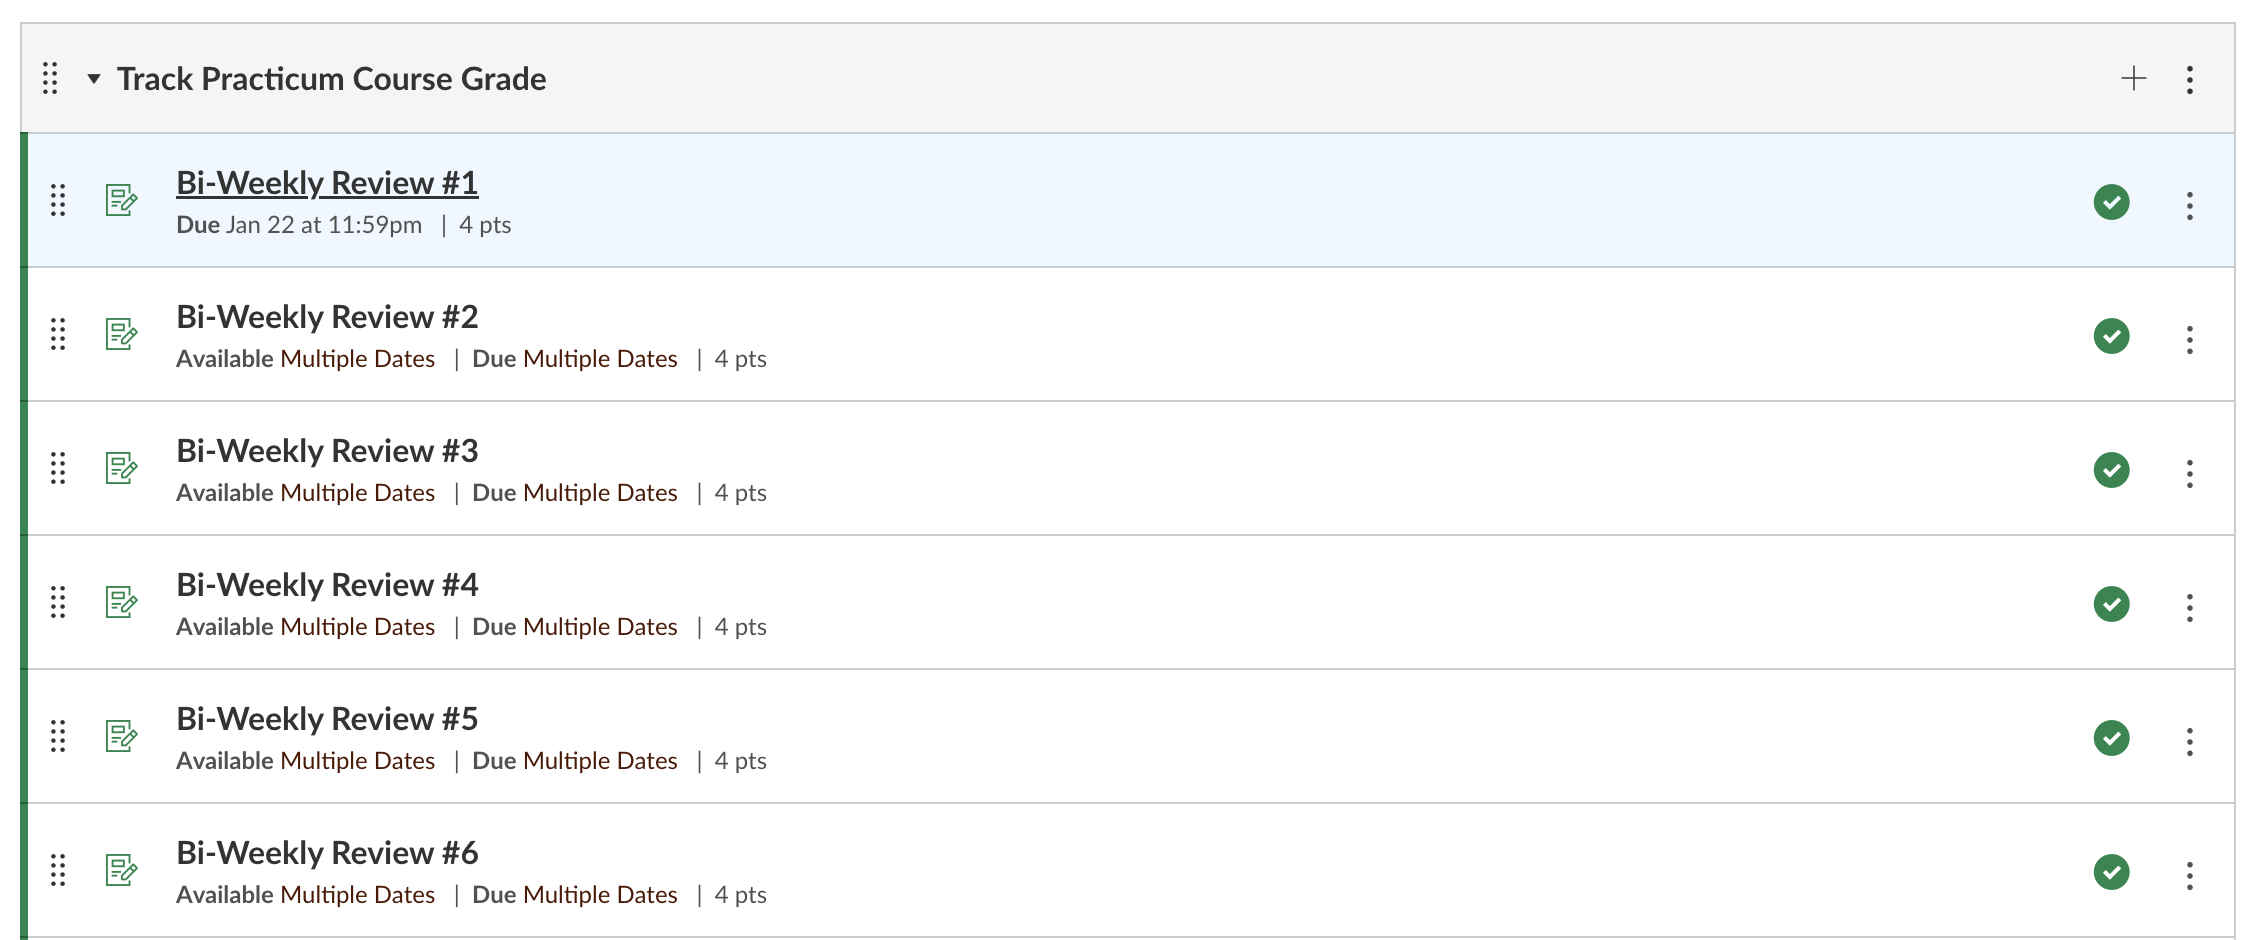 Track Practicum Course Grade
Bi-Weekly Review #1
Due Jan 22 at 11:59pm | 4 pts
Bi-Weekly Review #2
Available Multiple Dates | Due Multiple Dates | 4 pts
Bi-Weekly Review #3
Available Multiple Dates | Due Multiple Dates | 4 pts
Bi-Weekly Review #4
Available Multiple Dates | Due Multiple Dates | 4 pts
Bi-Weekly Review #5
Available Multiple Dates | Due Multiple Dates | 4 pts
Bi-Weekly Review #6
Available Multiple Dates | Due Multiple Dates | 4 pts